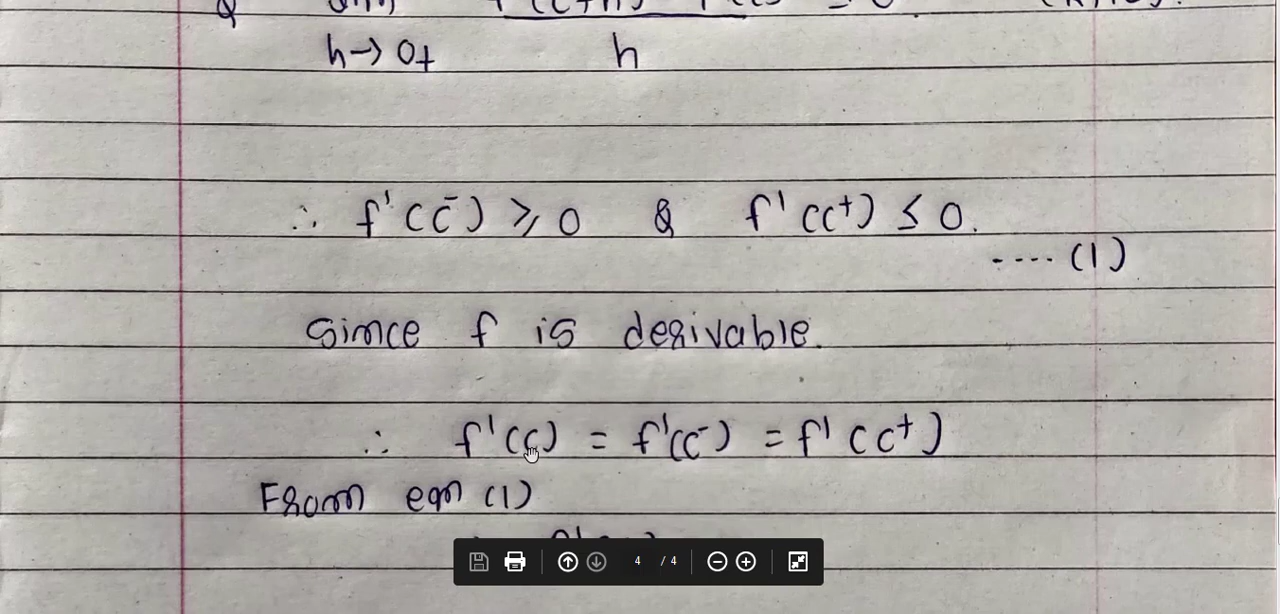 h→ 0+ h
∴ f'(c⁻) ≥ 0 & f'(c⁺) ≤ 0.
---- (1)
Since f is derivable.
∴ f'(c) = f'(c⁻) = f'(c⁺)
From eqn (1)
4 / 4